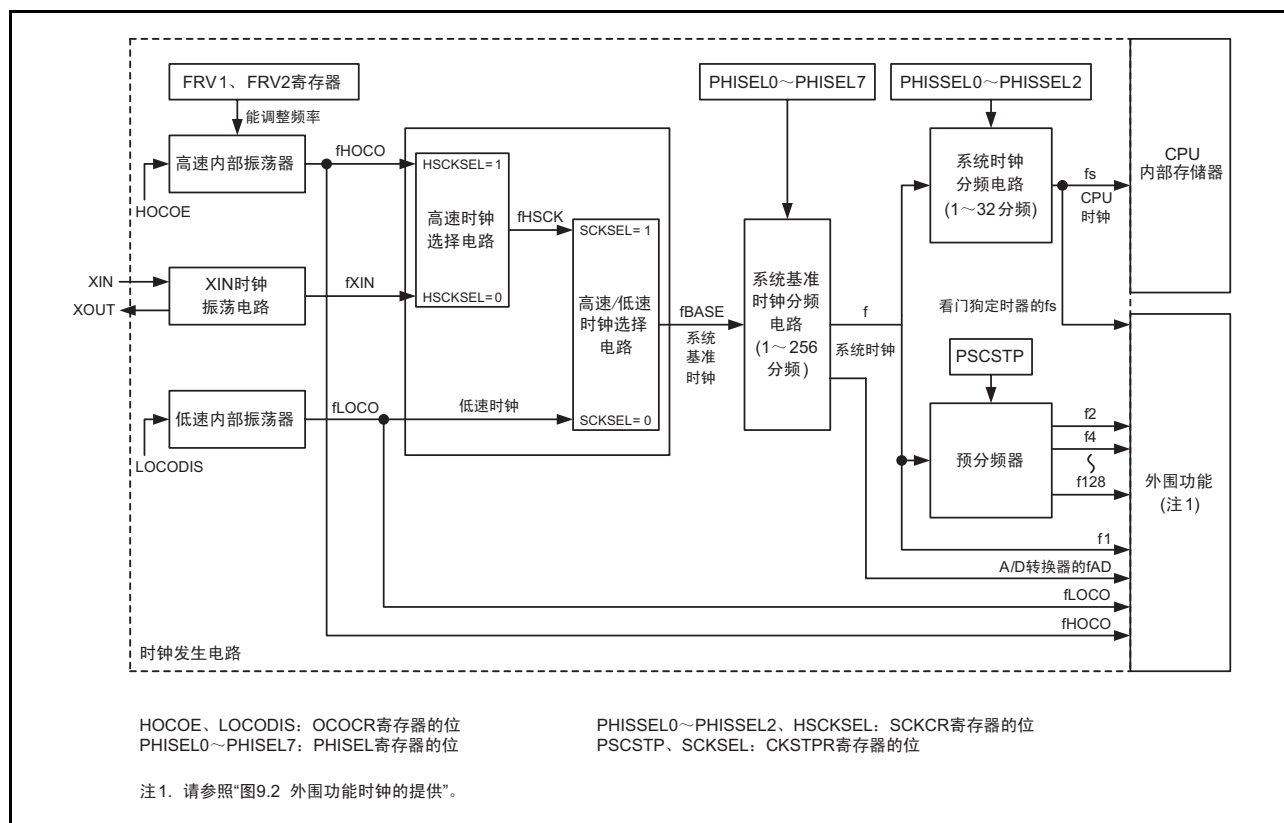 FRV1、FRV2寄存器
能调整频率
高速内部振荡器
HOCOE
fHOCO
XIN
XOUT
XIN时钟
振荡电路
fXIN
低速内部振荡器
LOCODIS
fLOCO
HSCKSEL=1
高速时钟
选择电路
HSCKSEL=0
fHSCK
低速时钟
SCKSEL=1
高速/低速
时钟选择
电路
SCKSEL=0
fBASE
系统
基准
时钟
PHISEL0～PHISEL7
系统基准
时钟分频
电路
(1～256
分频)
f
系统时钟
PHISSEL0～PHISSEL2
系统时钟
分频电路
(1～32分频)
fs
CPU
时钟
CPU
内部存储器
看门狗定时器的fs
PSCSTP
预分频器
f2
f4
f128
f1
A/D转换器的fAD
fLOCO
fHOCO
外围功能
(注1)
时钟发生电路
HOCOE、LOCODIS：OCOCR寄存器的位
PHISEL0～PHISEL7：PHISEL寄存器的位
PHISSEL0～PHISSEL2、HSCKSEL：SCKCR寄存器的位
PSCSTP、SCKSEL：CKSTPR寄存器的位
注1. 请参照“图9.2 外围功能时钟的提供”。